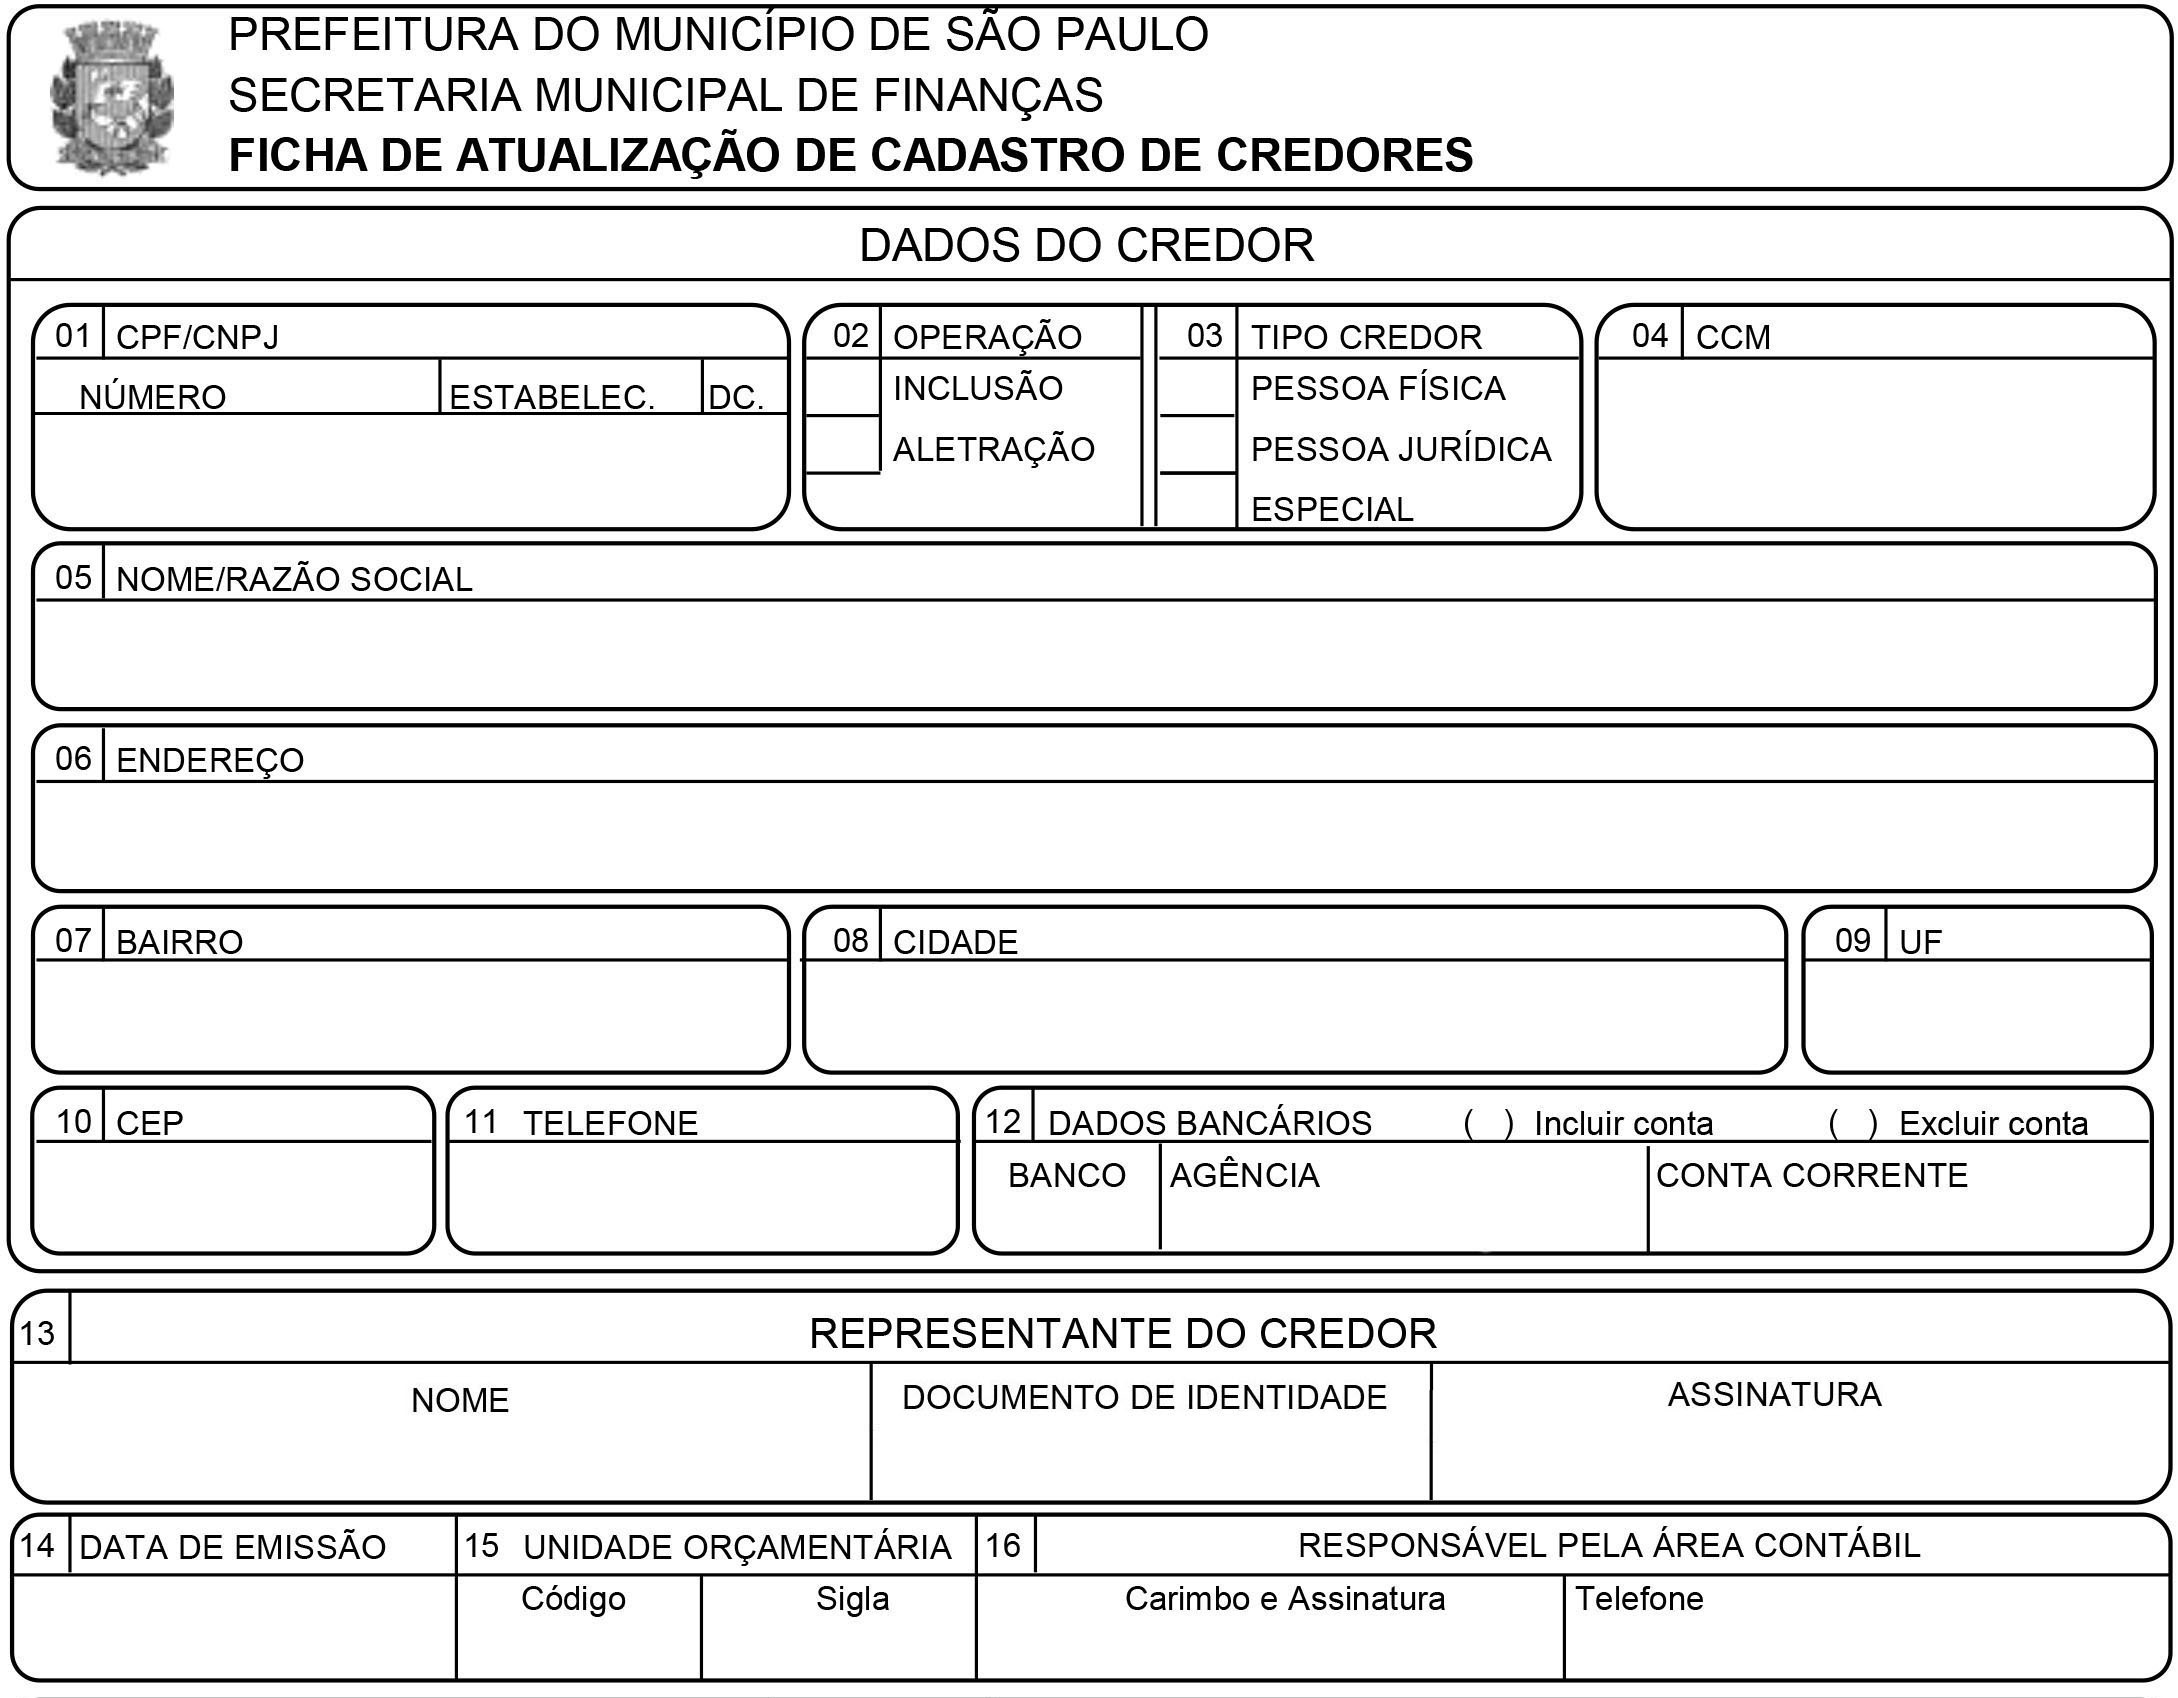 PREFEITURA DO MUNICÍPIO DE SÃO PAULO
SECRETARIA MUNICIPAL DE FINANÇAS
FICHA DE ATUALIZAÇÃO DE CADASTRO DE CREDORES
DADOS DO CREDOR
01 CPF/CNPJ
NÚMERO ESTABELEC. DC.
02 OPERAÇÃO
INCLUSÃO
ALETRAÇÃO
03 TIPO CREDOR
PESSOA FÍSICA
PESSOA JURÍDICA
ESPECIAL
04 CCM
05 NOME/RAZÃO SOCIAL
06 ENDEREÇO
07 BAIRRO
08 CIDADE
09 UF
10 CEP
11 TELEFONE
12 DADOS BANCÁRIOS ( ) Incluir conta ( ) Excluir conta
BANCO AGÊNCIA CONTA CORRENTE
13 REPRESENTANTE DO CREDOR
NOME DOCUMENTO DE IDENTIDADE ASSINATURA
14 DATA DE EMISSÃO
15 UNIDADE ORÇAMENTÁRIA
Código Sigla
16 RESPONSÁVEL PELA ÁREA CONTÁBIL
Carimbo e Assinatura Telefone